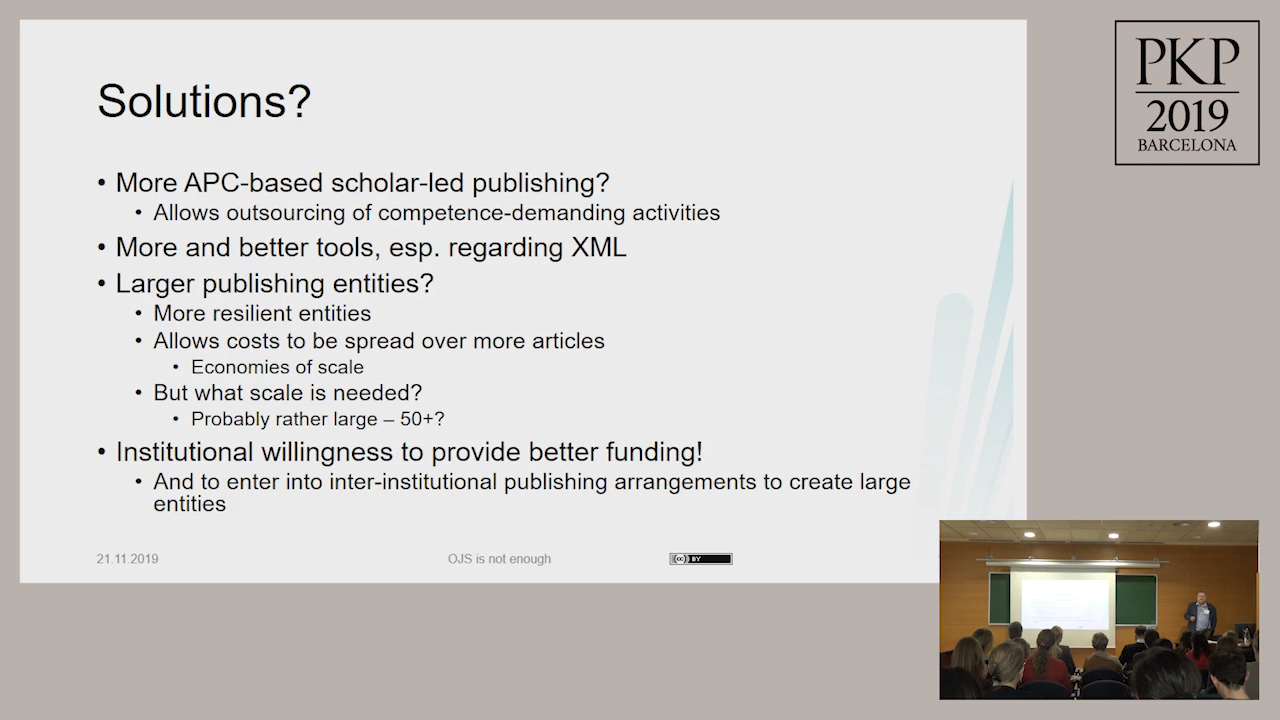 Solutions?
• More APC-based scholar-led publishing?
• Allows outsourcing of competence-demanding activities
• More and better tools, esp. regarding XML
• Larger publishing entities?
• More resilient entities
• Allows costs to be spread over more articles
• Economies of scale
• But what scale is needed?
• Probably rather large – 50+?
• Institutional willingness to provide better funding!
• And to enter into inter-institutional publishing arrangements to create large
entities
21.11.2019
OJS is not enough
(cc) BY
PKP
2019
BARCELONA